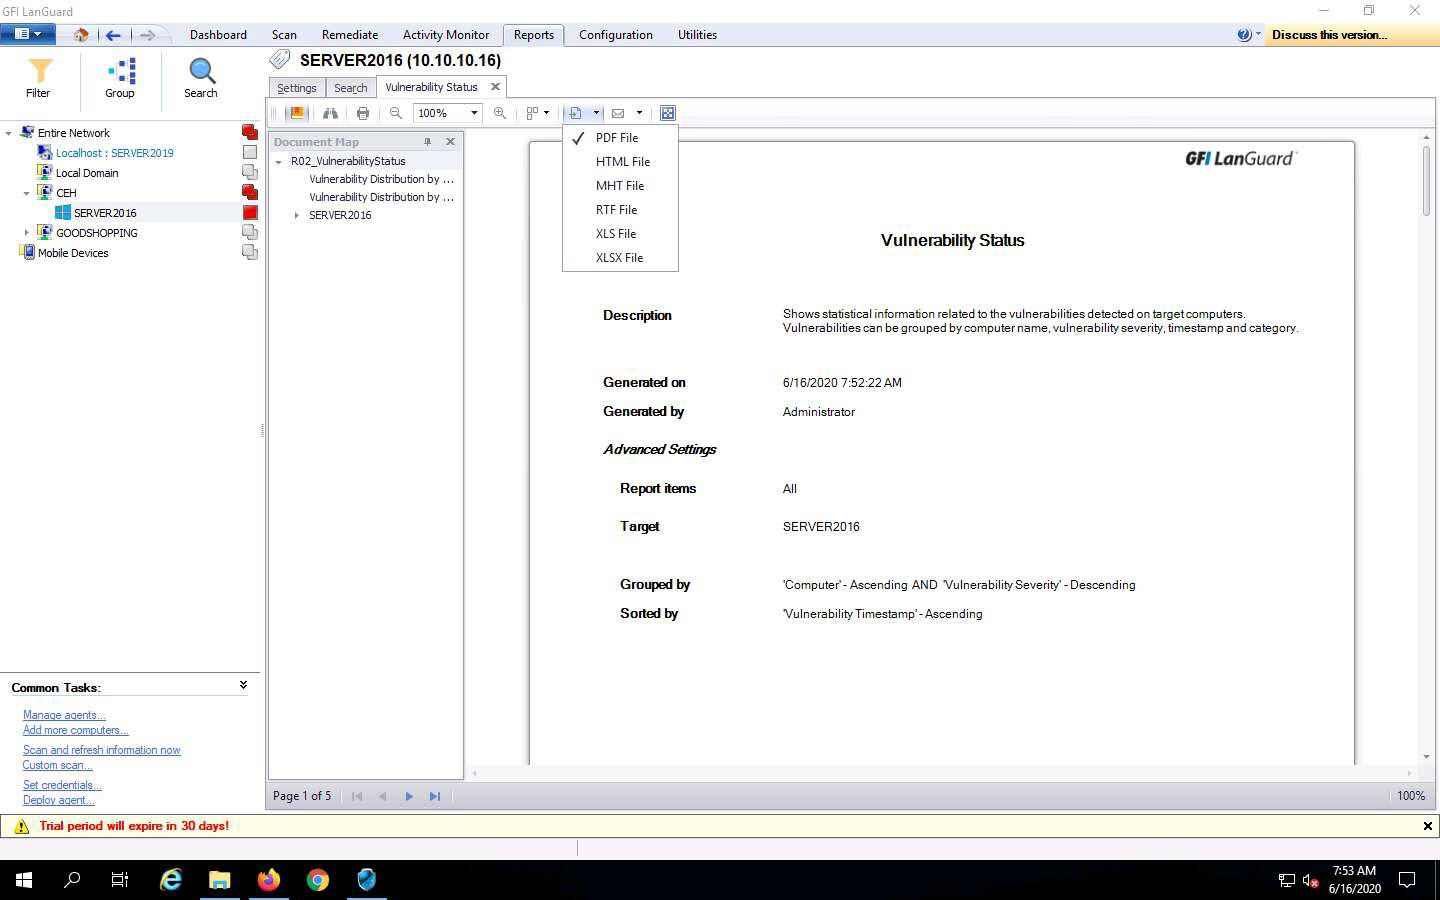 GFI LanGuard
Dashboard Scan Remediate Activity Monitor Reports Configuration Utilities Discuss this version...
Filter Group Search
SERVER2016 (10.10.10.16)
Settings Search Vulnerability Status
100%
Entire Network
Localhost : SERVER2019
Local Domain
CEH
SERVER2016
GOODSHOPPING
Mobile Devices
Document Map
R02_VulnerabilityStatus
Vulnerability Distribution by ...
Vulnerability Distribution by ...
SERVER2016
PDF File
HTML File
MHT File
RTF File
XLS File
XLSX File
GFI LanGuard™
Vulnerability Status
Description Shows statistical information related to the vulnerabilities detected on target computers.
Vulnerabilities can be grouped by computer name, vulnerability severity, timestamp and category.
Generated on 6/16/2020 7:52:22 AM
Generated by Administrator
Advanced Settings
Report items All
Target SERVER2016
Grouped by 'Computer' - Ascending AND 'Vulnerability Severity' - Descending
Sorted by 'Vulnerability Timestamp' - Ascending
Common Tasks:
Manage agents...
Add more computers...
Scan and refresh information now
Custom scan...
Set credentials...
Deploy agent...
Page 1 of 5 100%
Trial period will expire in 30 days!
7:53 AM
6/16/2020